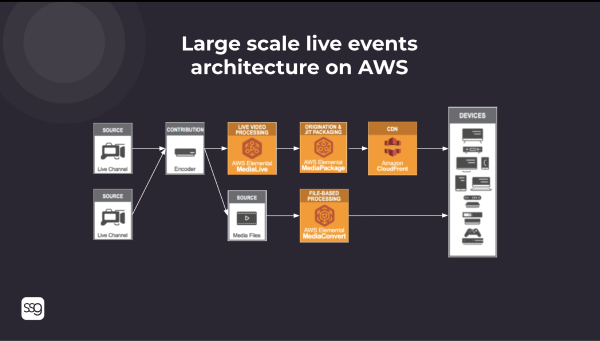 Large scale live events
architecture on AWS
SOURCE
Live Channel
CONTRIBUTION
Encoder
LIVE VIDEO
PROCESSING
AWS Elemental
MediaLive
ORIGINATION &
JIT PACKAGING
AWS Elemental
MediaPackage
CDN
Amazon
CloudFront
DEVICES
SOURCE
Live Channel
SOURCE
Media Files
FILE-BASED
PROCESSING
AWS Elemental
MediaConvert
ssg